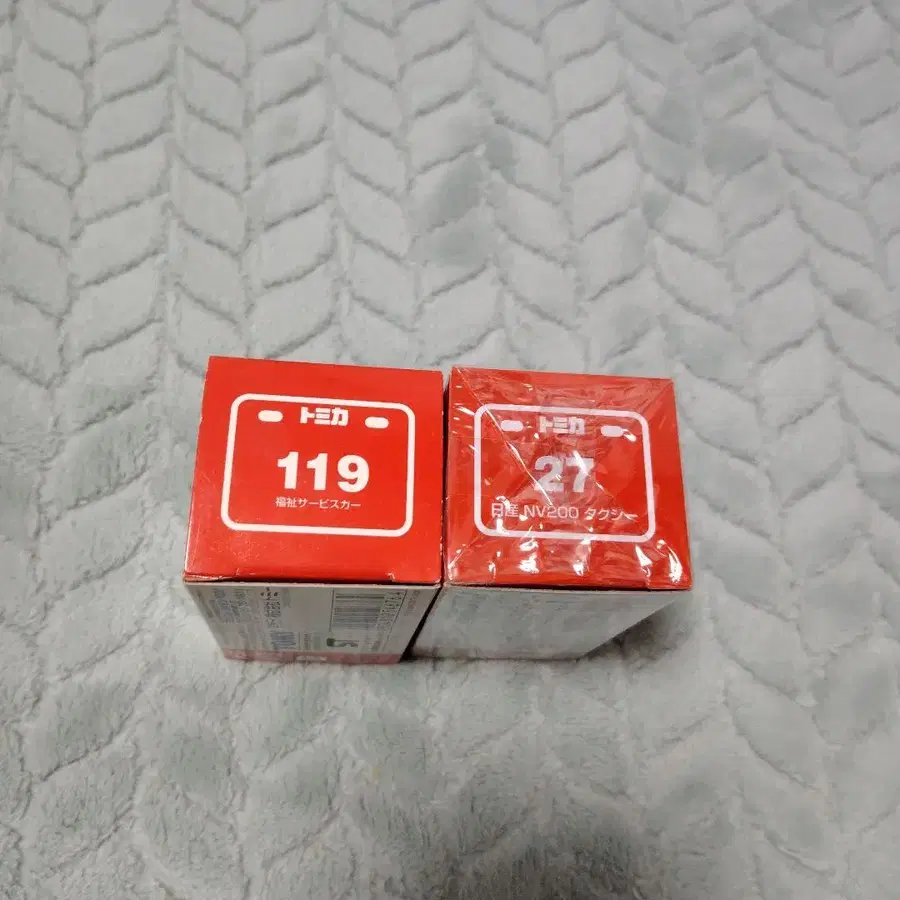 トミカ
119
福祉サービスカー
トミカ
27
日産 NV200 タクシー